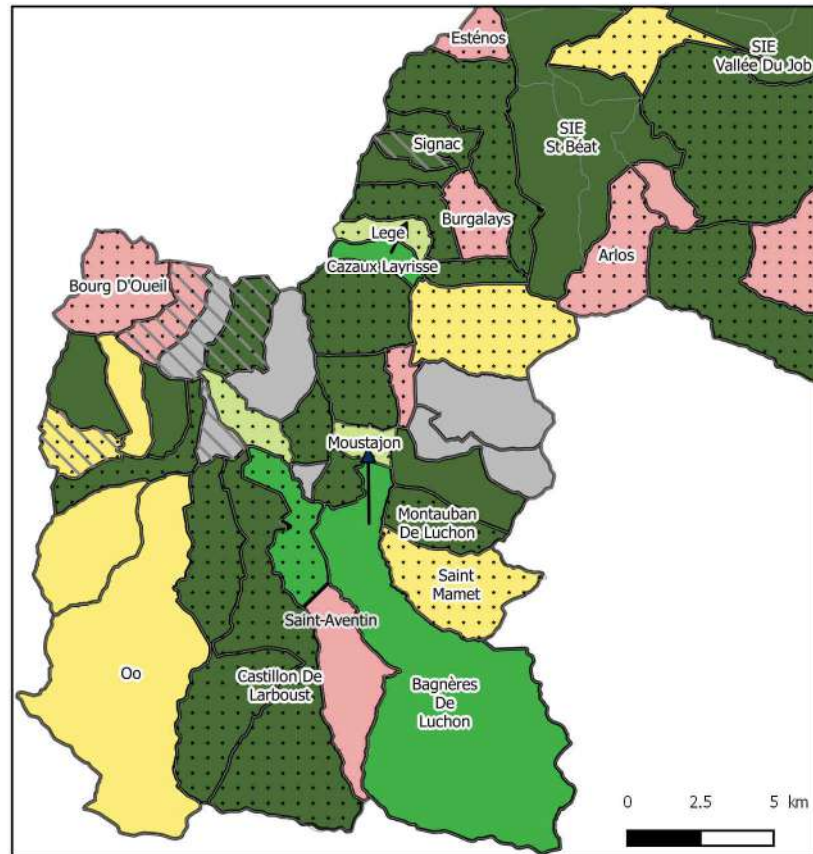 Esténos
SIE
Vallée Du Job
SIE
St Béat
Signac
Burgalays
Legé
Cazaux Layrisse
Arlos
Bourg D'Oueil
Moustajon
Montauban
De Luchon
Saint
Mamet
Saint-Aventin
Oo
Castillon De
Larboust
Bagnères
De
Luchon
0 2.5 5 km